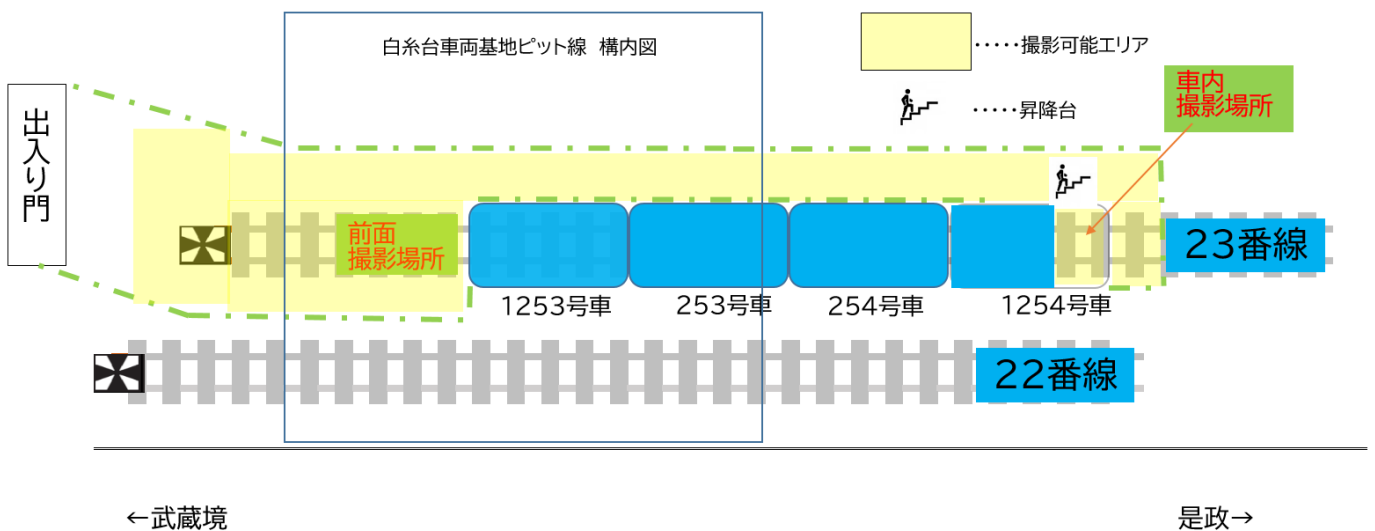 白糸台車両基地ピット線 構内図
・・・・・撮影可能エリア
・・・・・昇降台
車内
撮影場所
出入り門
前面
撮影場所
23番線
1253号車
253号車
254号車
1254号車
22番線
←武蔵境
是政→